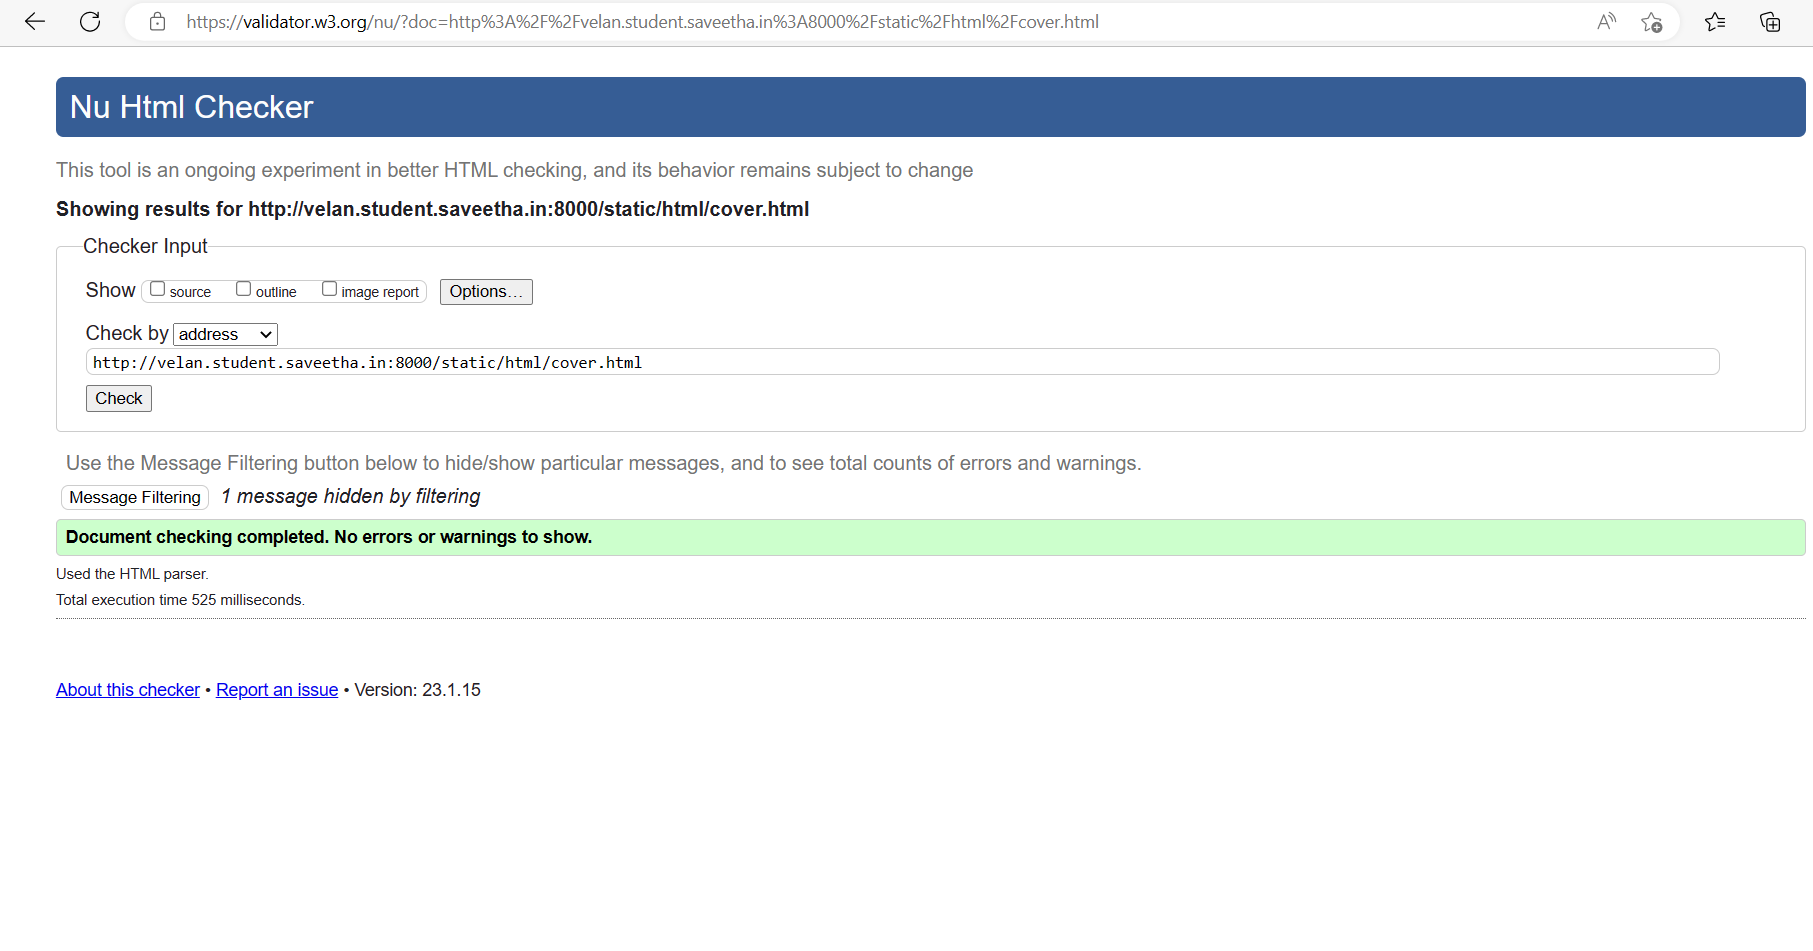 https://validator.w3.org/nu/?doc=http%3A%2F%2Fvelan.student.saveetha.in%3A8000%2Fstatic%2Fhtml%2Fcover.html
Nu Html Checker
This tool is an ongoing experiment in better HTML checking, and its behavior remains subject to change
Showing results for http://velan.student.saveetha.in:8000/static/html/cover.html
Checker Input
Show source outline image report Options...
Check by address
http://velan.student.saveetha.in:8000/static/html/cover.html
Check
Use the Message Filtering button below to hide/show particular messages, and to see total counts of errors and warnings.
Message Filtering 1 message hidden by filtering
Document checking completed. No errors or warnings to show.
Used the HTML parser.
Total execution time 525 milliseconds.
About this checker • Report an issue • Version: 23.1.15